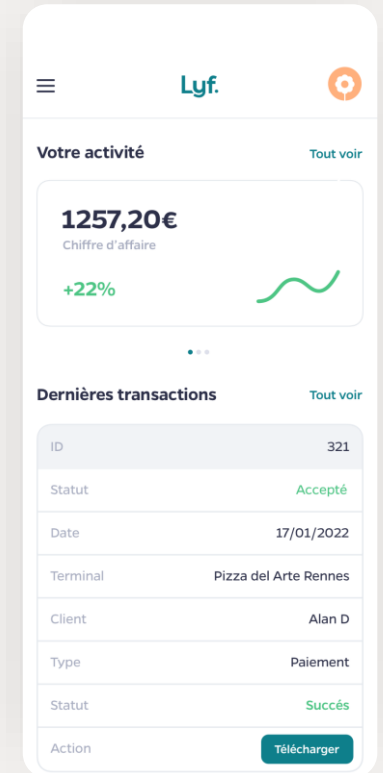 Lyf.
Votre activité Tout voir
1257,20€
Chiffre d'affaire
+22%
Dernières transactions Tout voir
ID 321
Statut Accepté
Date 17/01/2022
Terminal Pizza del Arte Rennes
Client Alan D
Type Paiement
Statut Succés
Action Télécharger